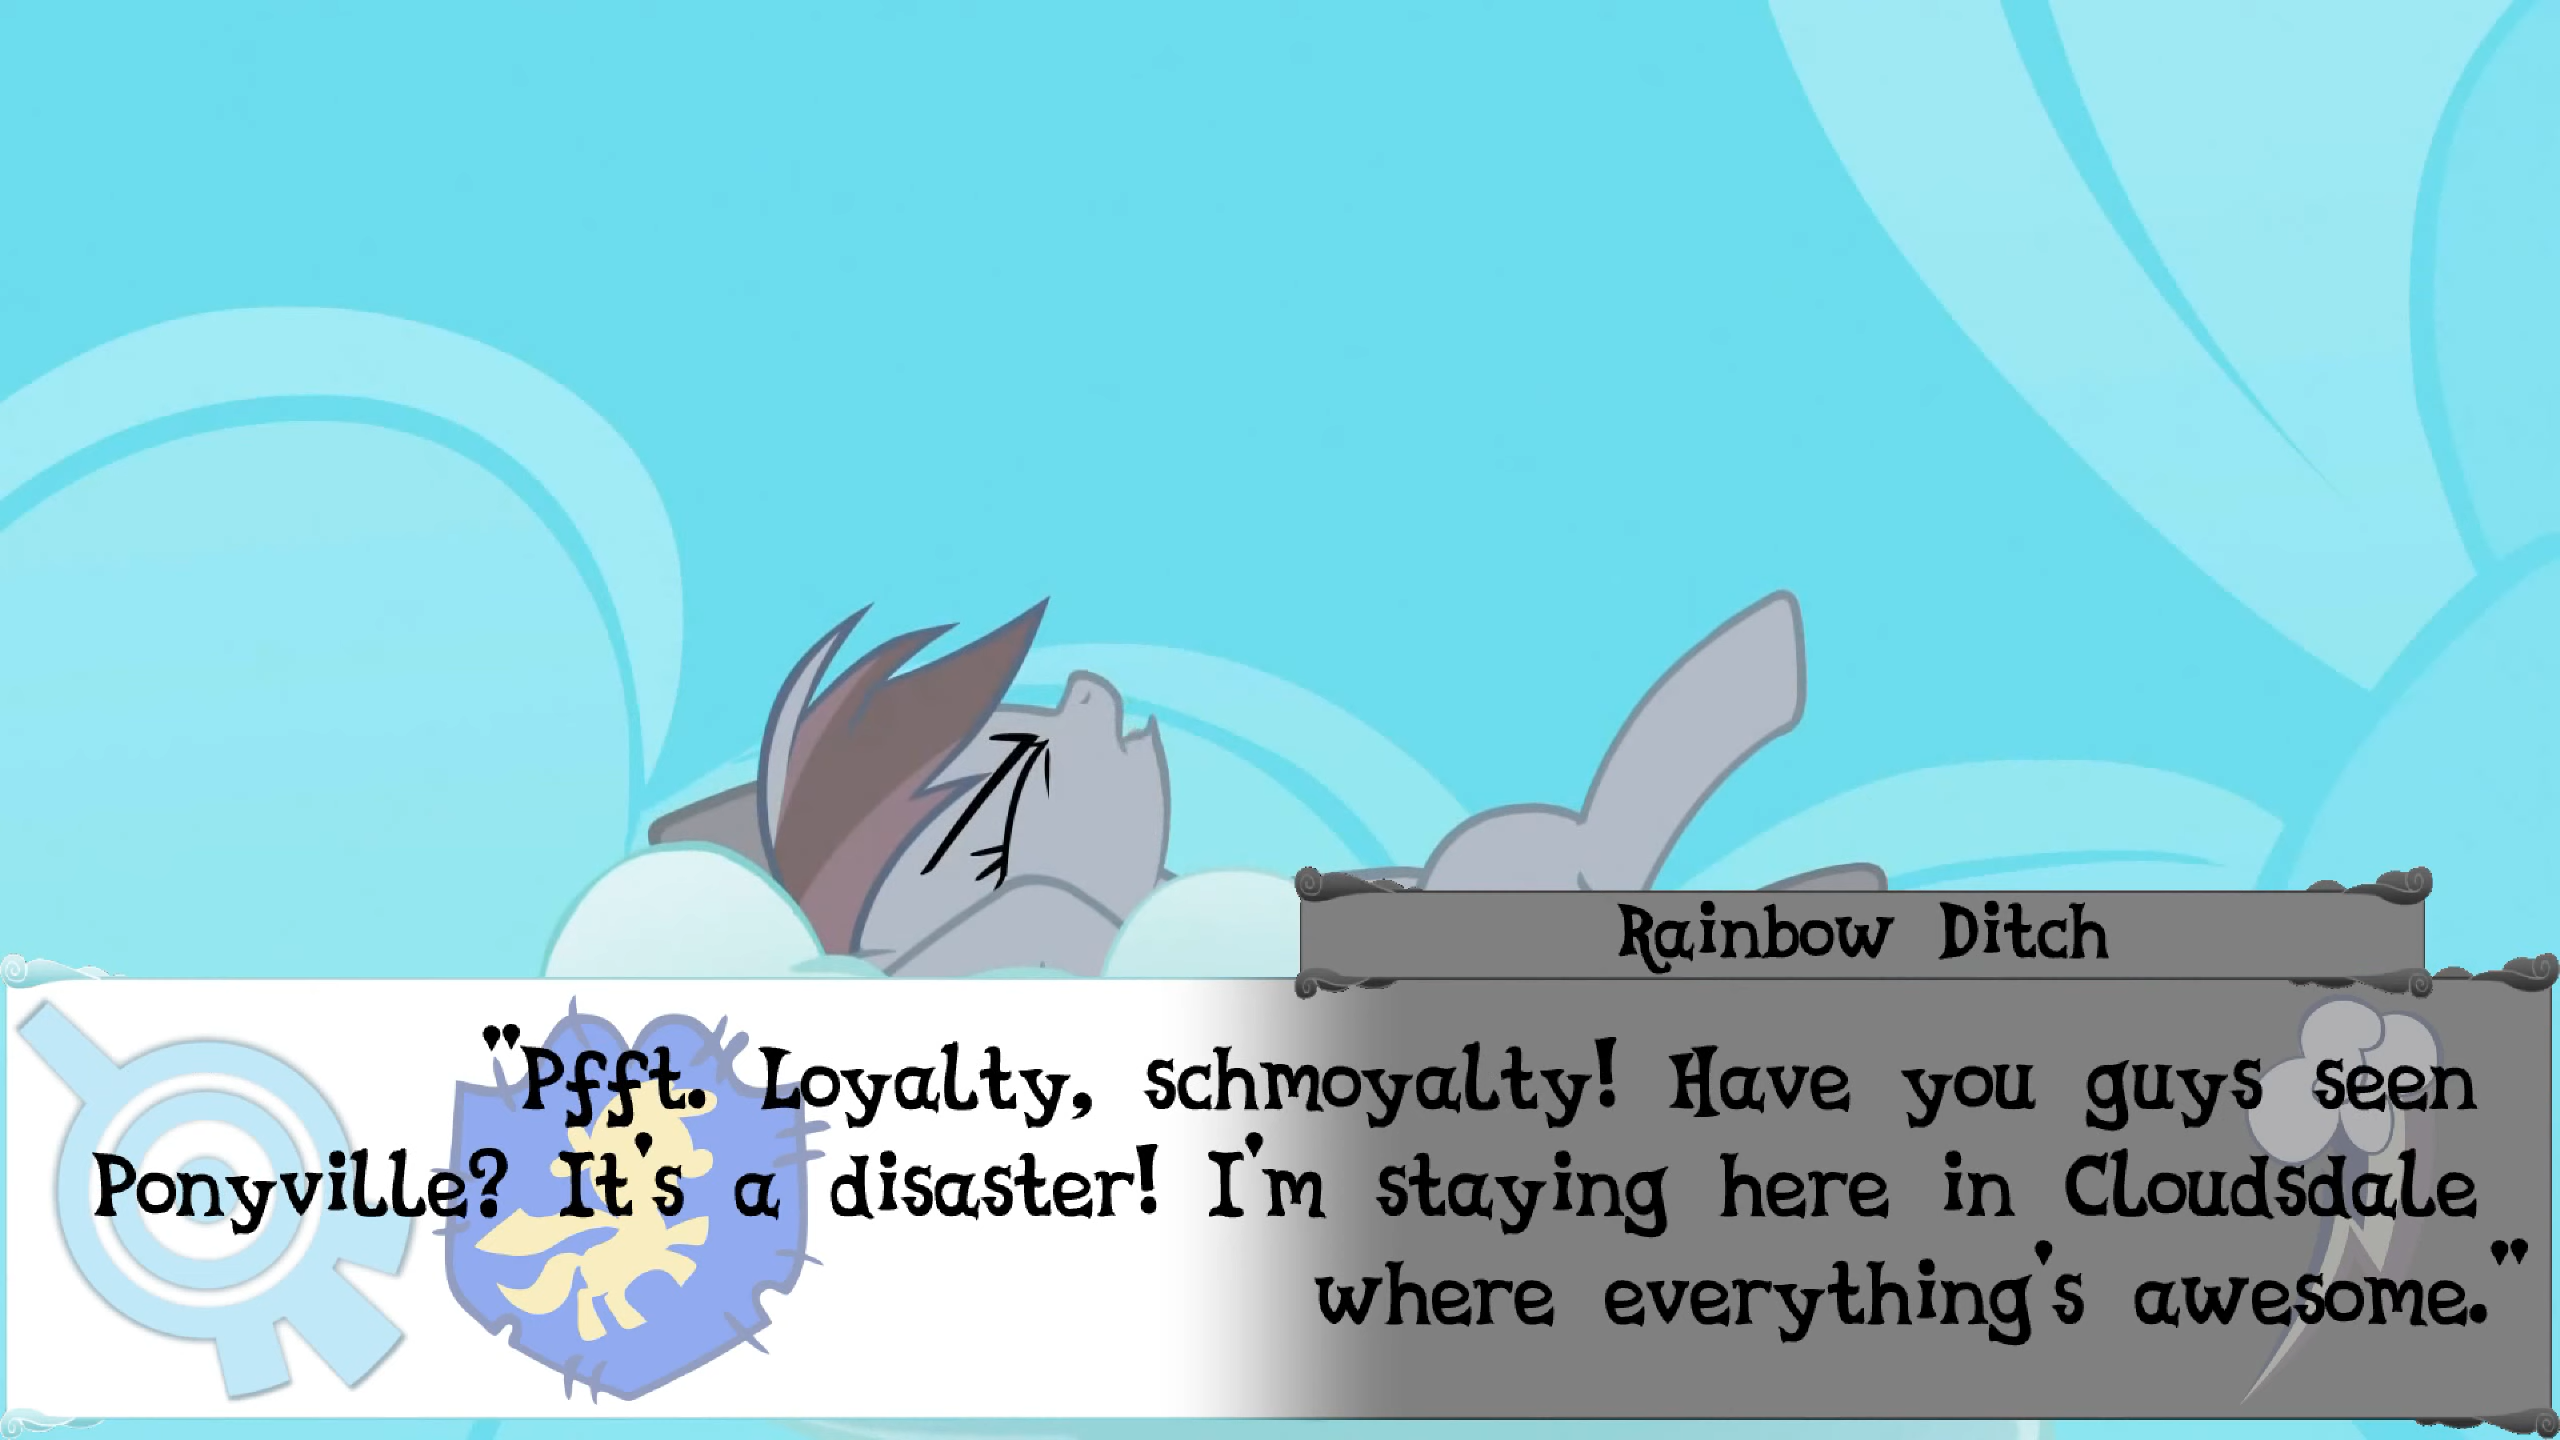 Rainbow Ditch
"Pfft. Loyalty, schmoyalty! Have you guys seen
Ponyville? It's a disaster! I'm staying here in Cloudsdale
where everything's awesome."